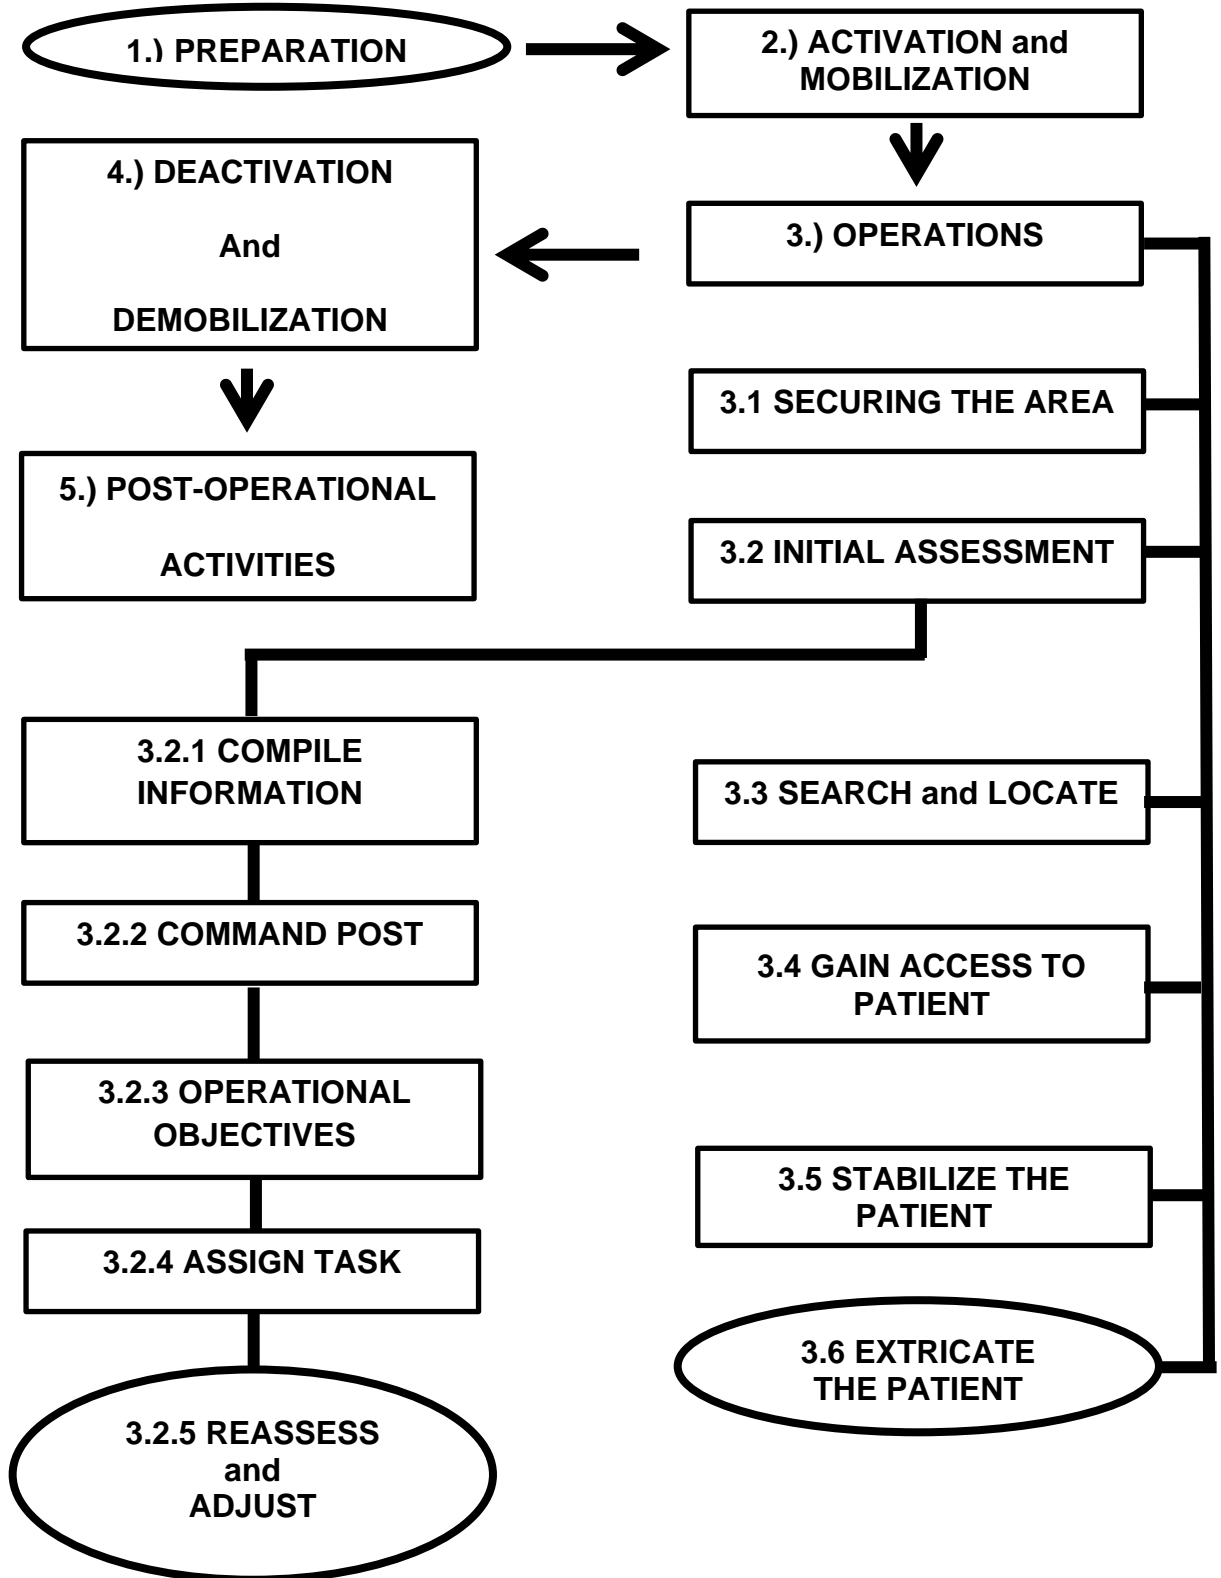 1.) PREPARATION
2.) ACTIVATION and
MOBILIZATION
4.) DEACTIVATION
And
DEMOBILIZATION
3.) OPERATIONS
3.1 SECURING THE AREA
5.) POST-OPERATIONAL
ACTIVITIES
3.2 INITIAL ASSESSMENT
3.2.1 COMPILE
INFORMATION
3.3 SEARCH and LOCATE
3.2.2 COMMAND POST
3.4 GAIN ACCESS TO
PATIENT
3.2.3 OPERATIONAL
OBJECTIVES
3.5 STABILIZE THE
PATIENT
3.2.4 ASSIGN TASK
3.6 EXTRICATE
THE PATIENT
3.2.5 REASSESS
and
ADJUST